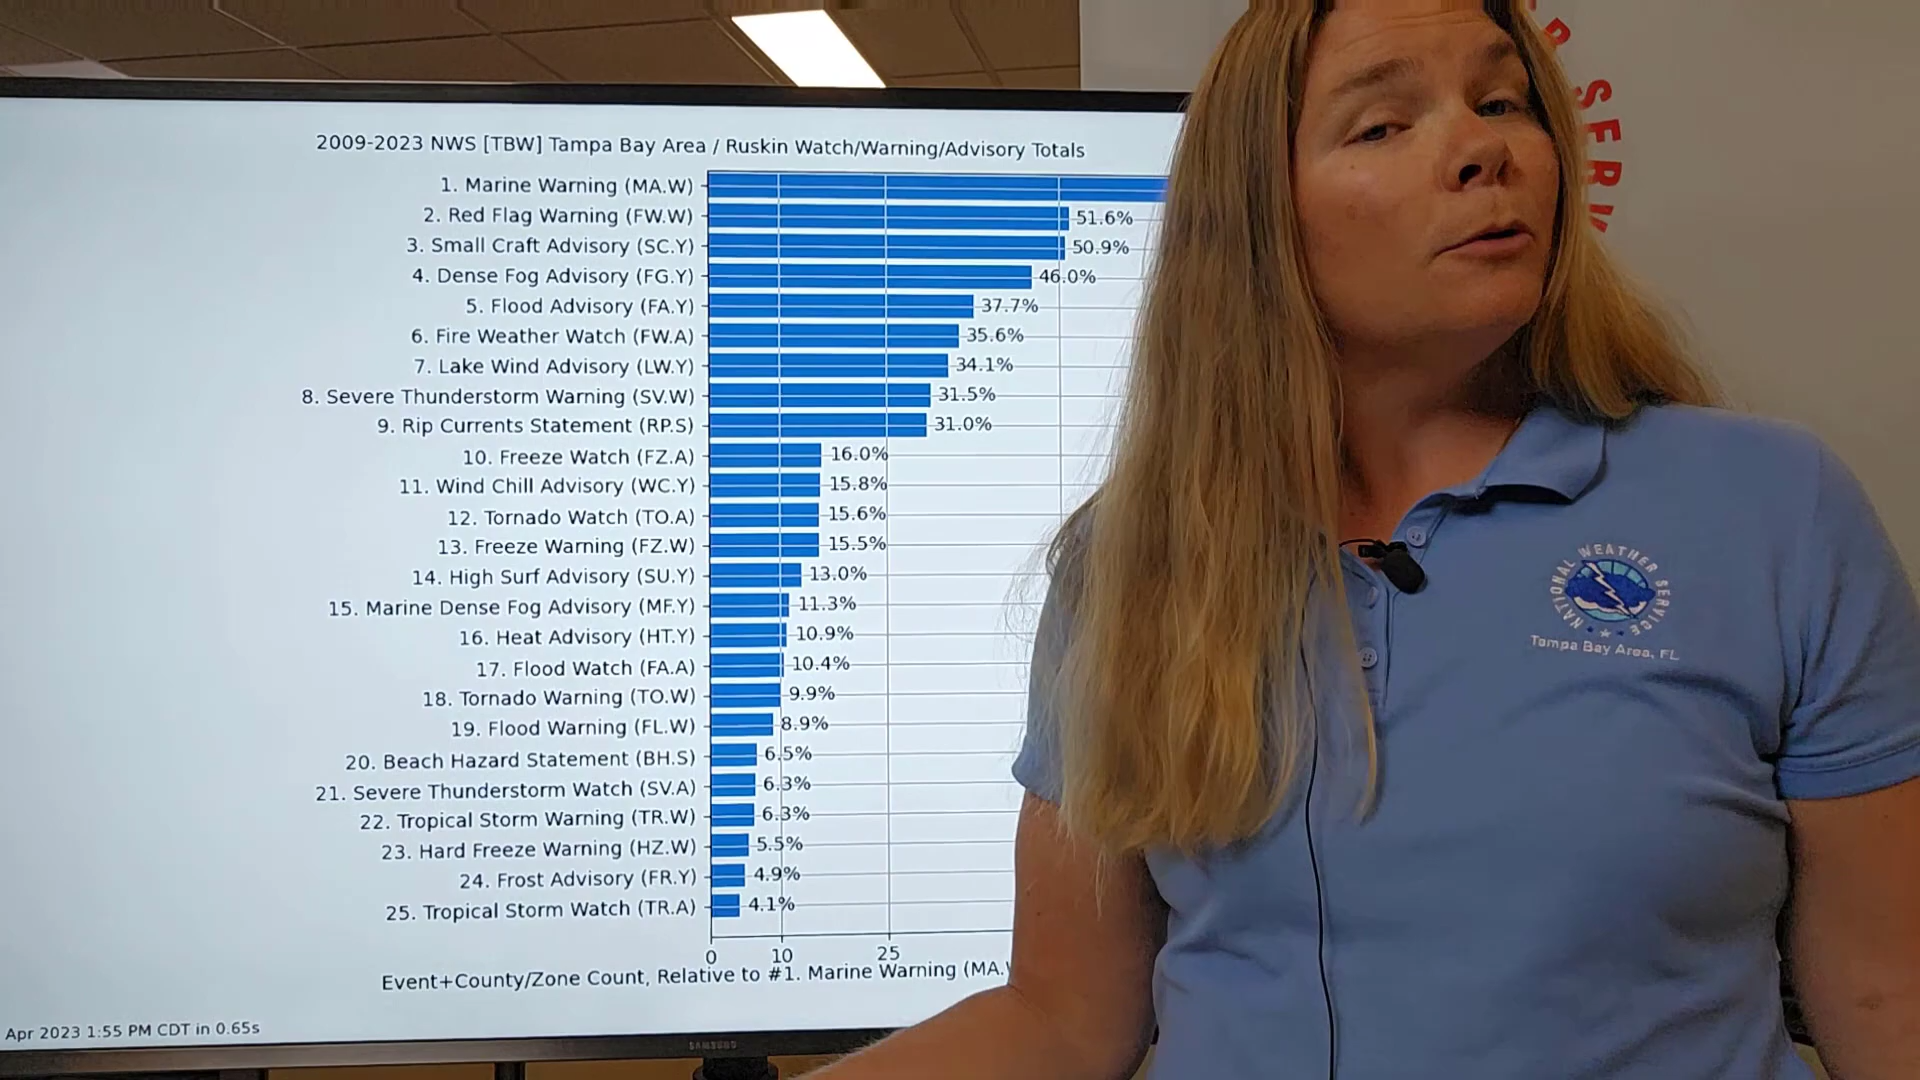 2009-2023 NWS [TBW] Tampa Bay Area / Ruskin Watch/Warning/Advisory Totals
1. Marine Warning (MA.W)
2. Red Flag Warning (FW.W) 51.6%
3. Small Craft Advisory (SC.Y) 50.9%
4. Dense Fog Advisory (FG.Y) 46.0%
5. Flood Advisory (FA.Y) 37.7%
6. Fire Weather Watch (FW.A) 35.6%
7. Lake Wind Advisory (LW.Y) 34.1%
8. Severe Thunderstorm Warning (SV.W) 31.5%
9. Rip Currents Statement (RP.S) 31.0%
10. Freeze Watch (FZ.A) 16.0%
11. Wind Chill Advisory (WC.Y) 15.8%
12. Tornado Watch (TO.A) 15.6%
13. Freeze Warning (FZ.W) 15.5%
14. High Surf Advisory (SU.Y) 13.0%
15. Marine Dense Fog Advisory (MF.Y) 11.3%
16. Heat Advisory (HT.Y) 10.9%
17. Flood Watch (FA.A) 10.4%
18. Tornado Warning (TO.W) 9.9%
19. Flood Warning (FL.W) 8.9%
20. Beach Hazard Statement (BH.S) 6.5%
21. Severe Thunderstorm Watch (SV.A) 6.3%
22. Tropical Storm Warning (TR.W) 6.3%
23. Hard Freeze Warning (HZ.W) 5.5%
24. Frost Advisory (FR.Y) 4.9%
25. Tropical Storm Watch (TR.A) 4.1%
0 10 25
Event+County/Zone Count, Relative to #1. Marine Warning (MA.
Apr 2023 1:55 PM CDT in 0.65s
SAMSUNG
R SERV
NATIONAL WEATHER SERVICE
Tampa Bay Area, FL